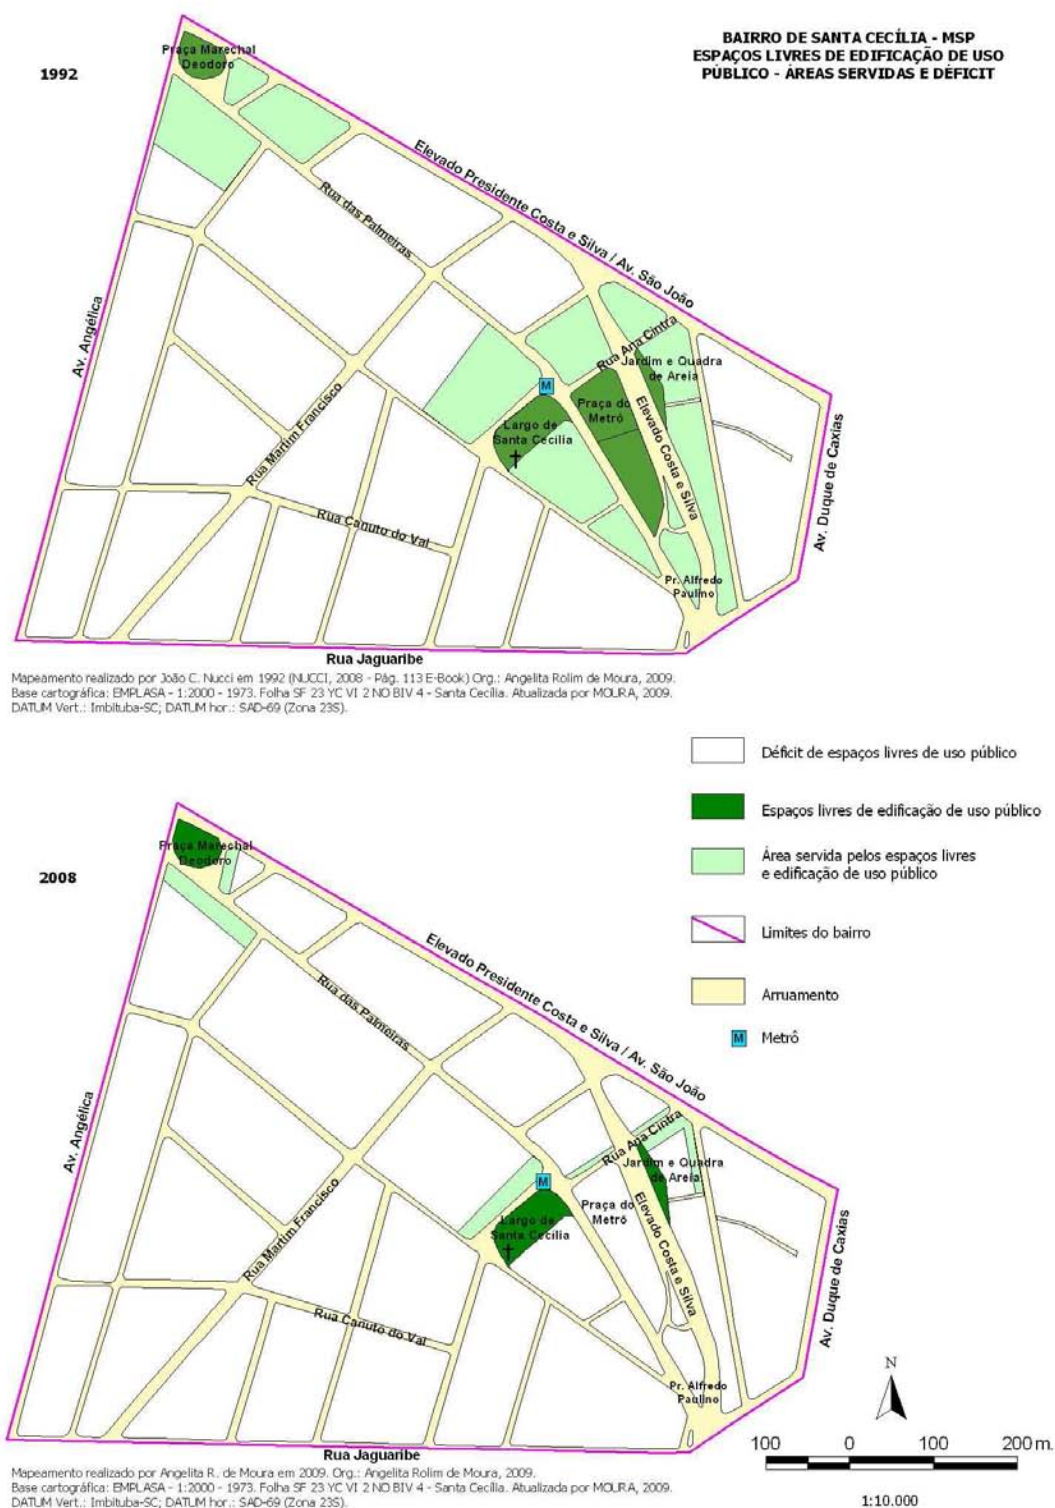 BAIRRO DE SANTA CECÍLIA - MSP
ESPAÇOS LIVRES DE EDIFICAÇÃO DE USO
PÚBLICO - ÁREAS SERVIDAS E DÉFICIT
1992
Praça Marechal
Deodoro
Elevado Presidente Costa e Silva / Av. São João
Rua das Palmeiras
Av. Angélica
Rua Ana Cintra
Jardim e Quadra
de Areia
M
Praça do
Metrô
Largo de
Santa Cecília
Elevado Costa e Silva
Rua Martim Francisco
Av. Duque de Caxias
Rua Canuto do Val
Pr. Alfredo
Paulino
Rua Jaguaribe
Mapeamento realizado por João C. Nucci em 1992 (NUCCI, 2008 - Pág. 113 E-Book) Org.: Angelita Rolim de Moura, 2009.
Base cartográfica: EMPLASA - 1:2000 - 1973. Folha SF 23 YC VI 2 NO BIV 4 - Santa Cecília. Atualizada por MOURA, 2009.
DATUM Vert.: Imbituba-SC; DATUM hor.: SAD-69 (Zona 23S).
Déficit de espaços livres de uso público
Espaços livres de edificação de uso público
Área servida pelos espaços livres
e edificação de uso público
Limites do bairro
Arruamento
M Metrô
2008
Praça Marechal
Deodoro
Elevado Presidente Costa e Silva / Av. São João
Rua das Palmeiras
Av. Angélica
Rua Ana Cintra
Jardim e Quadra
de Areia
M
Praça do
Metrô
Largo de
Santa Cecília
Elevado Costa e Silva
Rua Martim Francisco
Av. Duque de Caxias
Rua Canuto do Val
Pr. Alfredo
Paulino
Rua Jaguaribe
N
100 0 100 200 m.
1:10.000
Mapeamento realizado por Angelita R. de Moura em 2009. Org.: Angelita Rolim de Moura, 2009.
Base cartográfica: EMPLASA - 1:2000 - 1973. Folha SF 23 YC VI 2 NO BIV 4 - Santa Cecília. Atualizada por MOURA, 2009.
DATUM Vert.: Imbituba-SC; DATUM hor.: SAD-69 (Zona 23S).